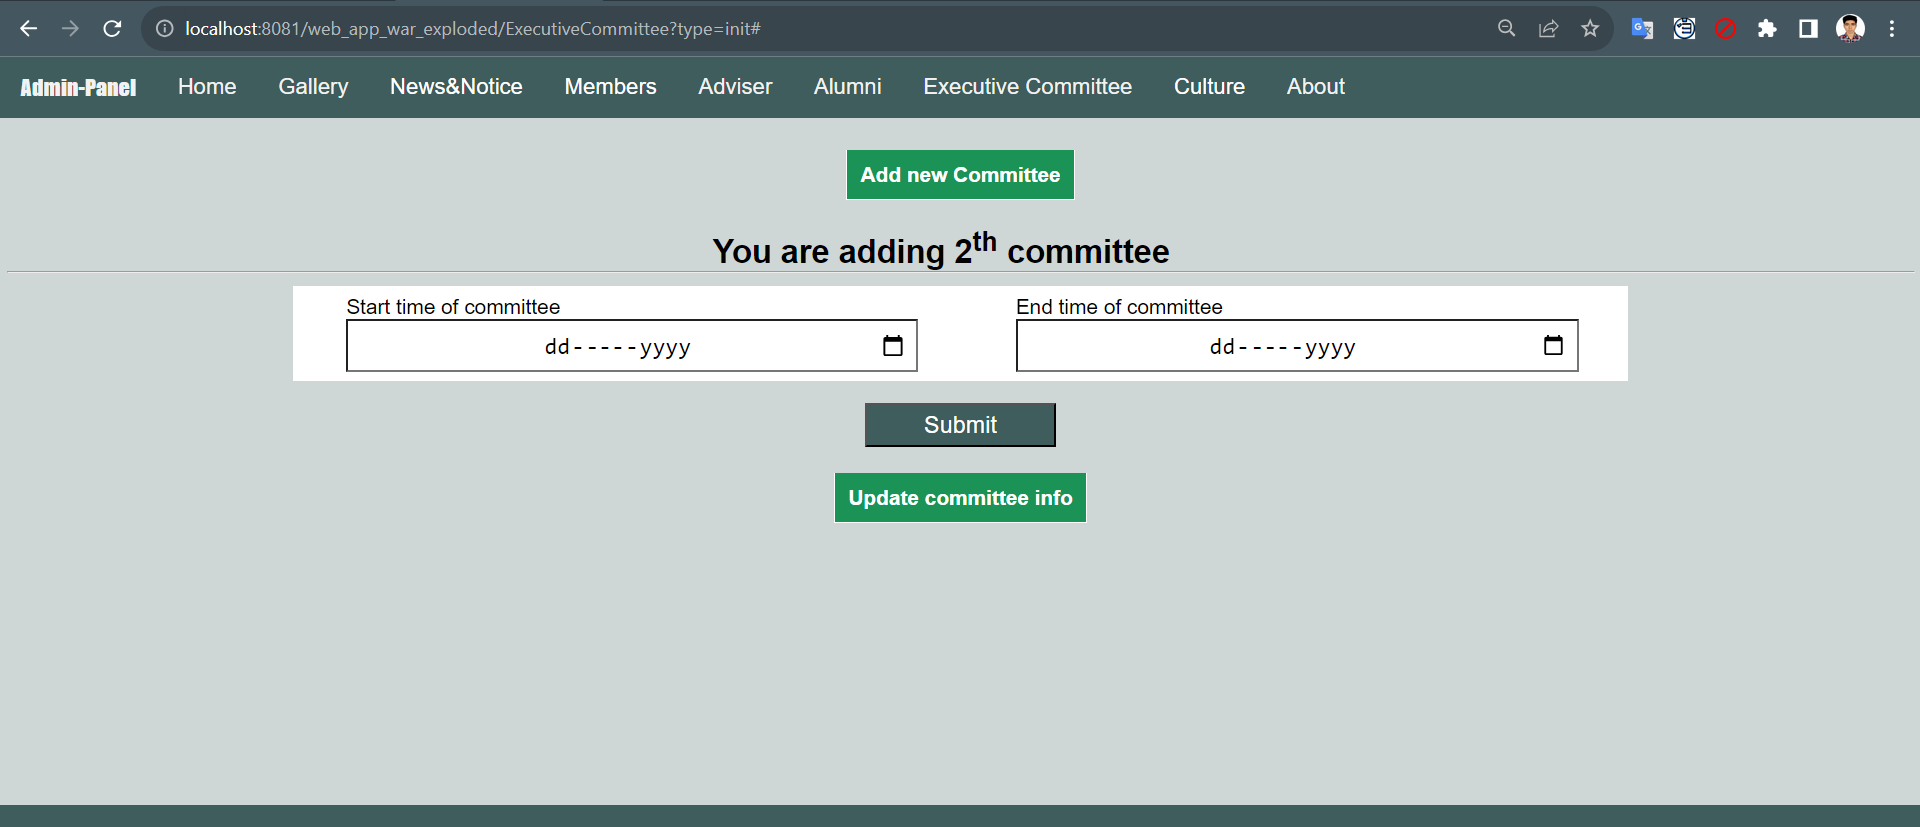 localhost:8081/web_app_war_exploded/ExecutiveCommittee?type=init#
Admin-Panel Home Gallery News&Notice Members Adviser Alumni Executive Committee Culture About
Add new Committee
You are adding 2th committee
Start time of committee End time of committee
dd-----yyyy dd-----yyyy
Submit
Update committee info